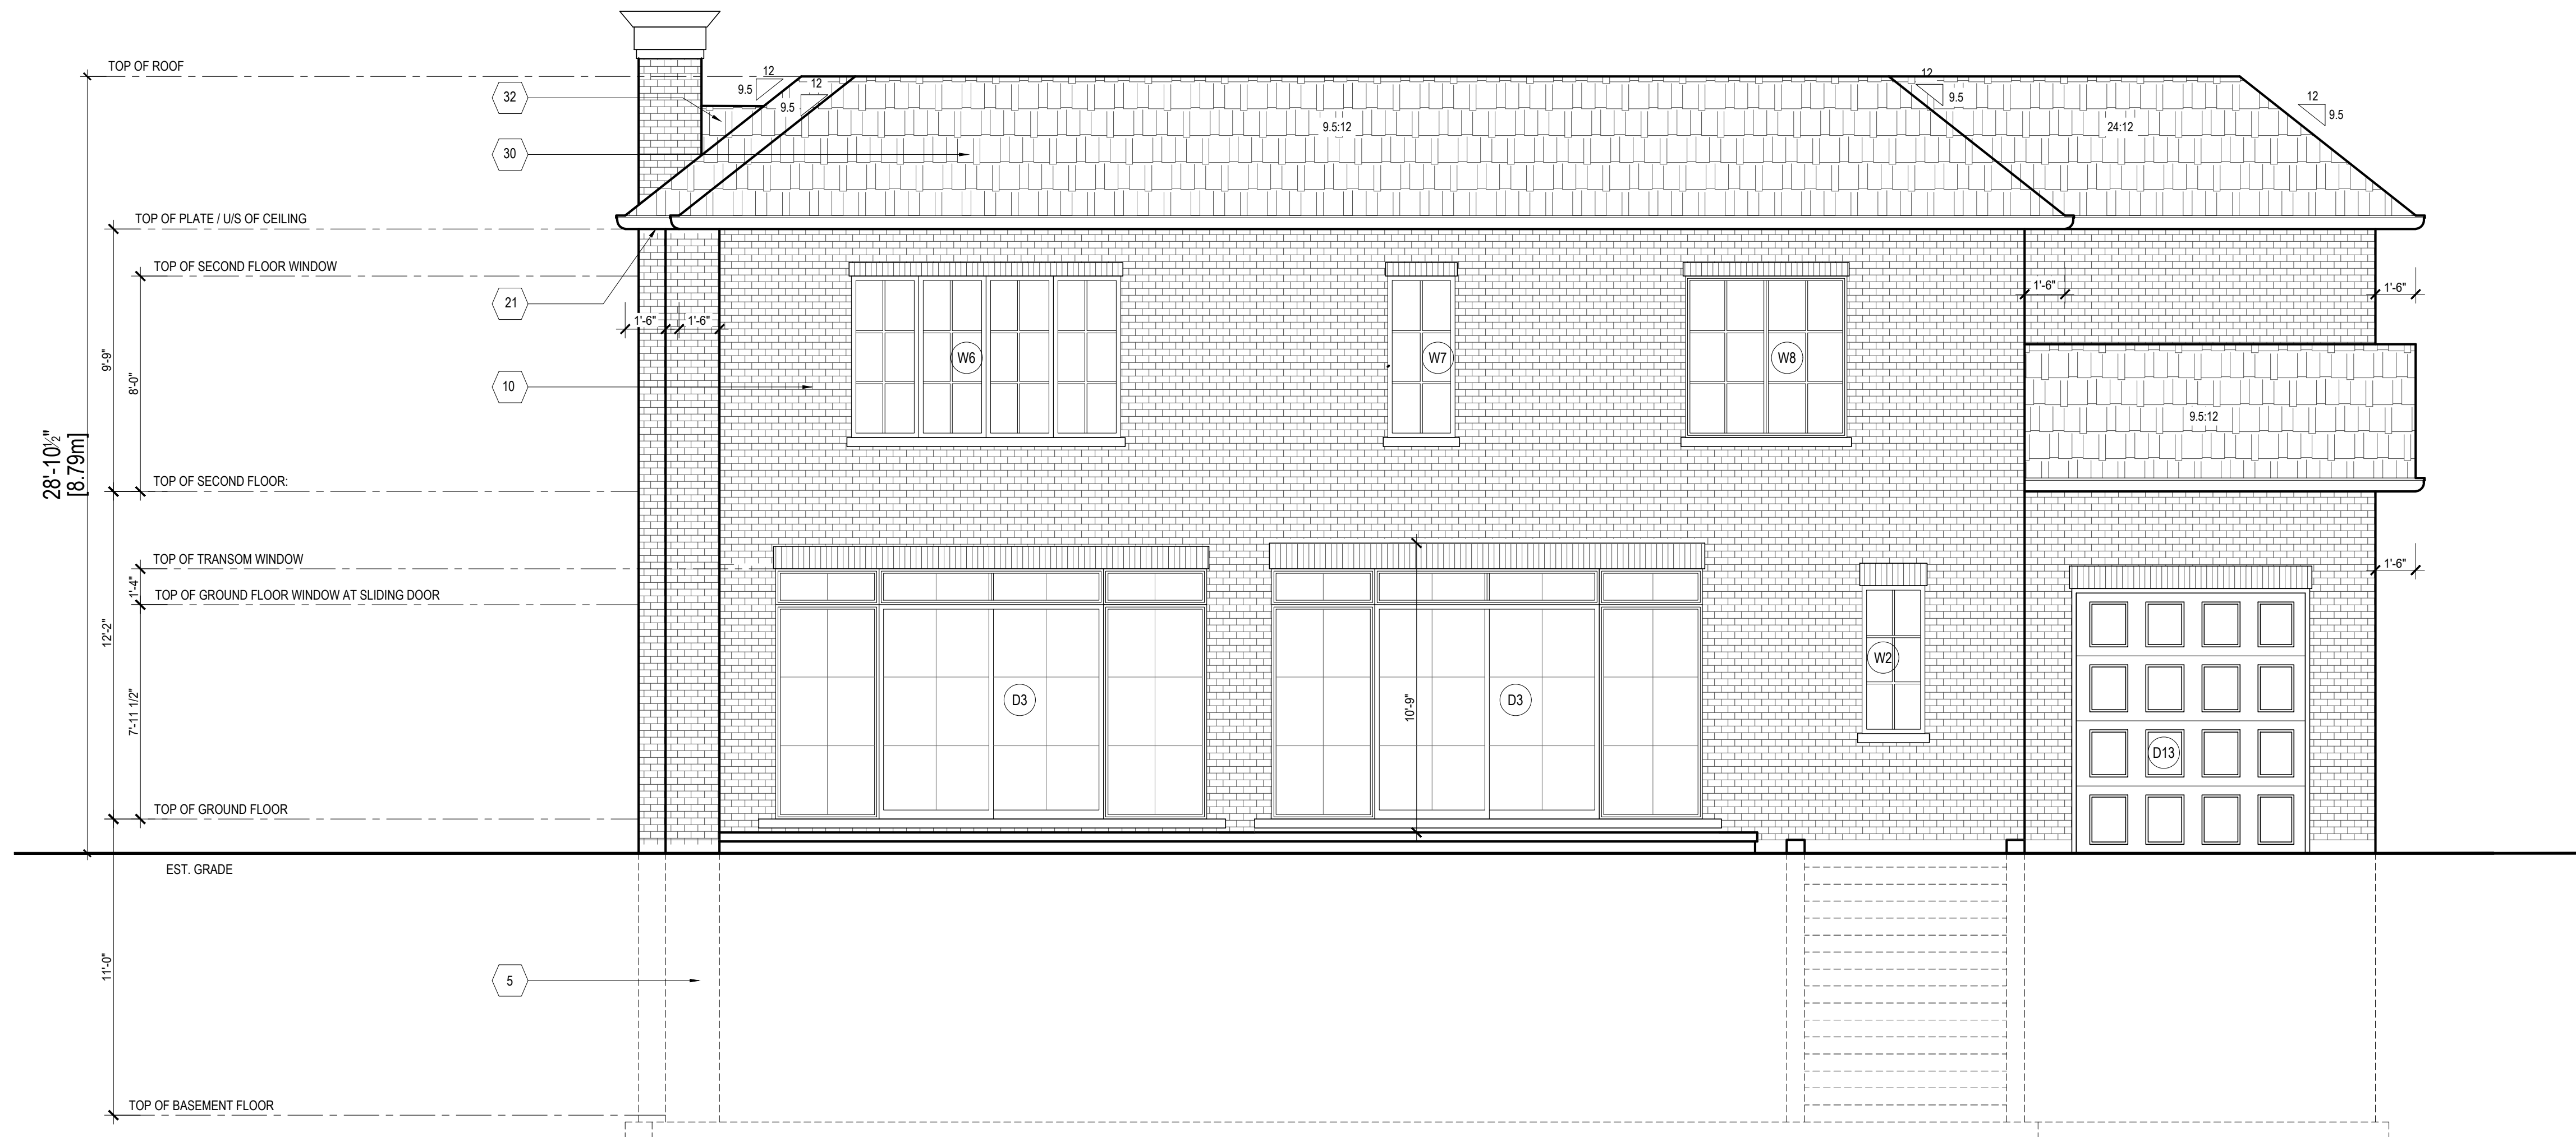 TOP OF ROOF
32
9.5
12
9.5
12
12
9.5
12
9.5
9.5:12
24:12
30
TOP OF PLATE / U/S OF CEILING
TOP OF SECOND FLOOR WINDOW
21
1'-6"
1'-6"
1'-6"
1'-6"
9'-9"
8'-0"
10
W6
W7
W8
9.5:12
28'-10½"
[8.79m]
TOP OF SECOND FLOOR:
TOP OF TRANSOM WINDOW
1'-4"
TOP OF GROUND FLOOR WINDOW AT SLIDING DOOR
1'-6"
12'-2"
7'-11 1/2"
D3
10'-9"
D3
W2
D13
TOP OF GROUND FLOOR
EST. GRADE
11'-0"
5
TOP OF BASEMENT FLOOR